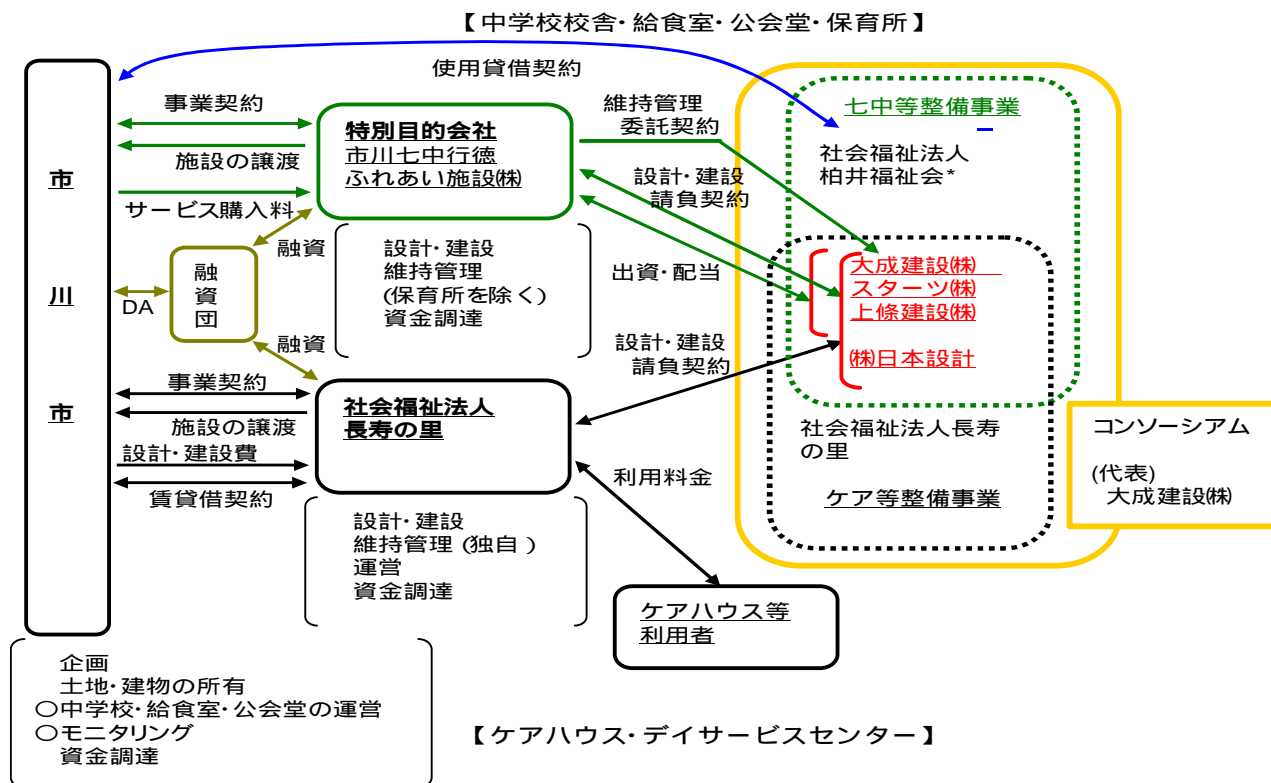 【中学校校舎・給食室・公会堂・保育所】
使用貸借契約
事業契約
施設の譲渡
サービス購入料
市
川
市
特別目的会社
市川七中行徳
ふれあい施設㈱
維持管理
委託契約
設計・建設
請負契約
七中等整備事業
社会福祉法人
柏井福祉会*
融資
融
資
団
DA
融資
設計・建設
維持管理
(保育所を除く)
資金調達
出資・配当
大成建設㈱
スターツ㈱
上條建設㈱
㈱日本設計
設計・建設
請負契約
事業契約
施設の譲渡
設計・建設費
賃貸借契約
社会福祉法人
長寿の里
社会福祉法人長寿
の里
ケア等整備事業
コンソーシアム
(代表)
大成建設㈱
利用料金
設計・建設
維持管理(独自)
運営
資金調達
ケアハウス等
利用者
企画
土地・建物の所有
○中学校・給食室・公会堂の運営
○モニタリング
資金調達
【ケアハウス・デイサービスセンター】